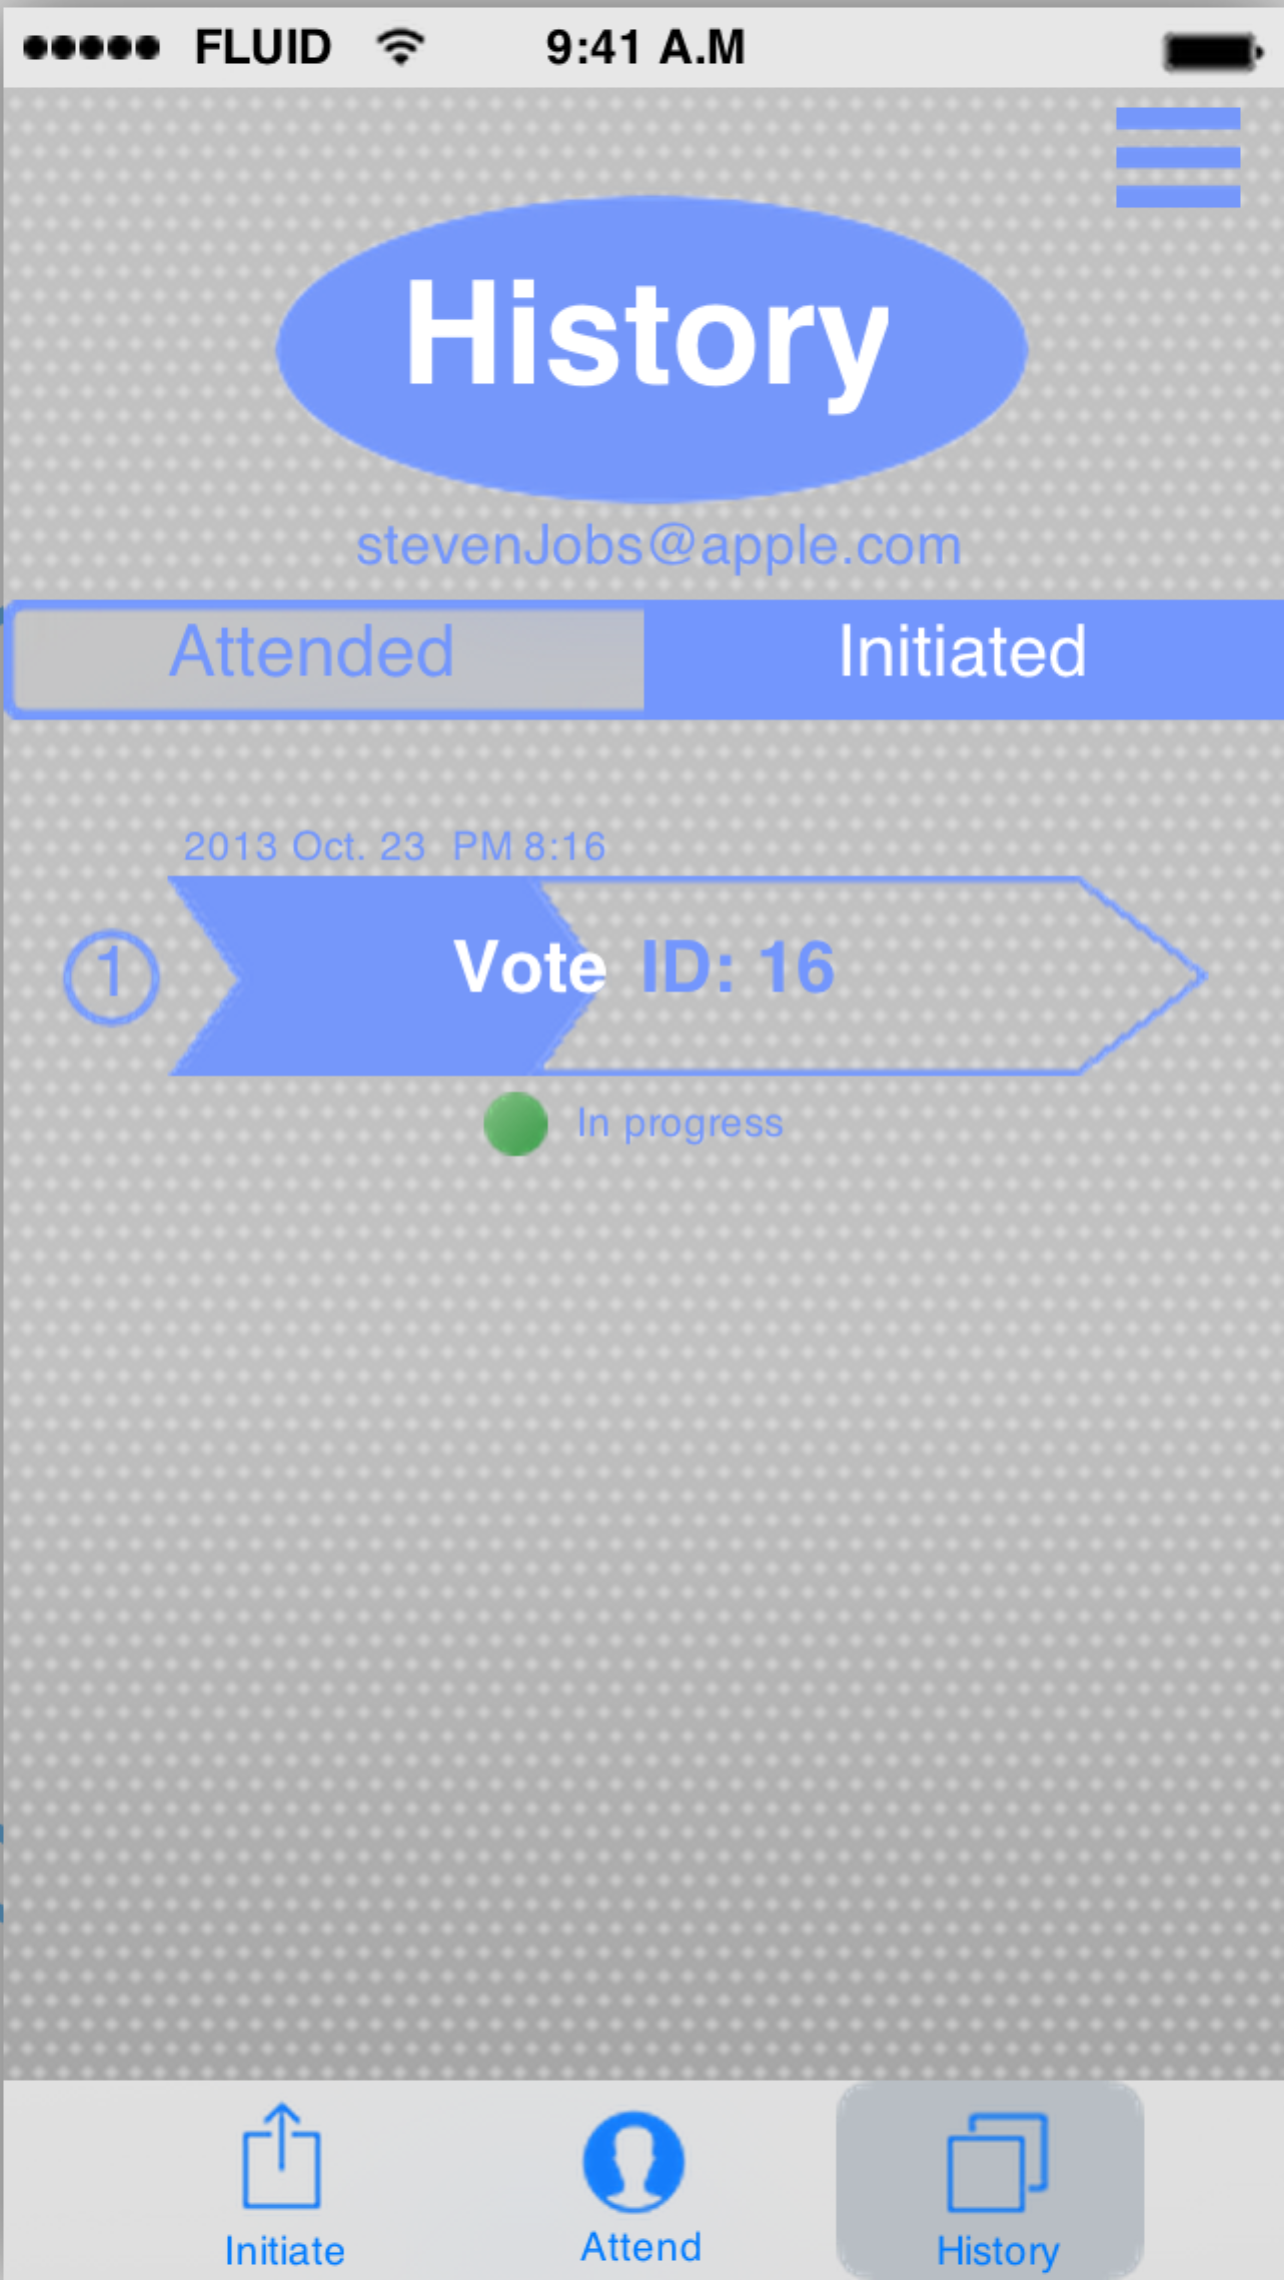 FLUID 9:41 A.M
History
stevenJobs@apple.com
Attended Initiated
2013 Oct. 23 PM 8:16
1 Vote ID: 16
In progress
Initiate Attend History